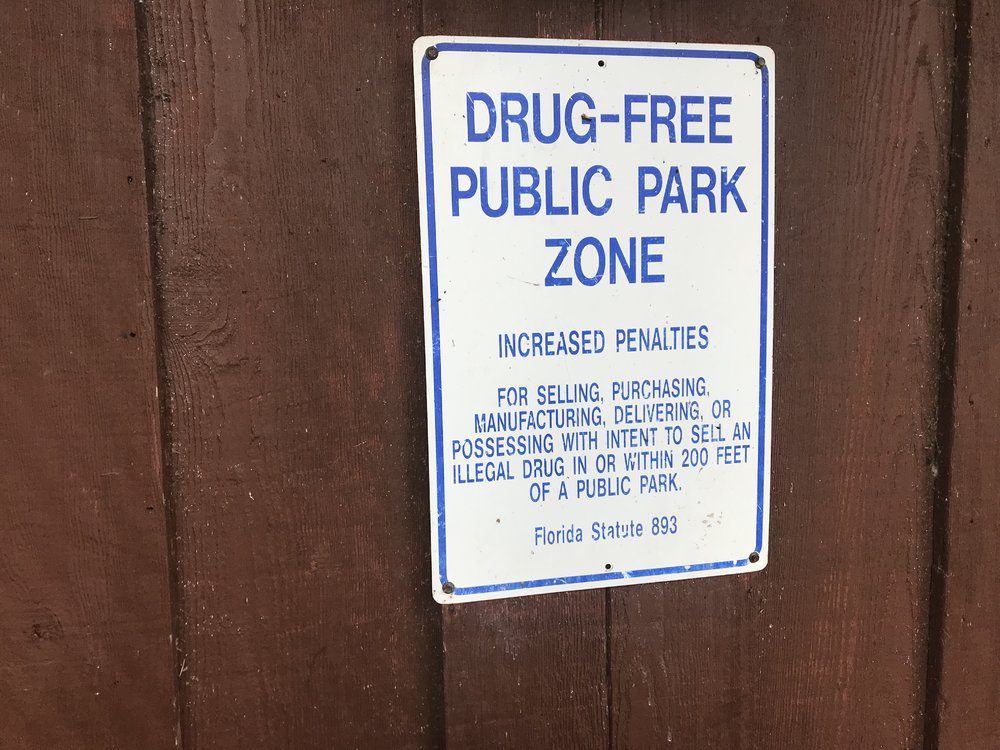 DRUG-FREE
PUBLIC PARK
ZONE
INCREASED PENALTIES
FOR SELLING, PURCHASING,
MANUFACTURING, DELIVERING, OR
POSSESSING WITH INTENT TO SELL AN
ILLEGAL DRUG IN OR WITHIN 200 FEET
OF A PUBLIC PARK.
Florida Statute 893